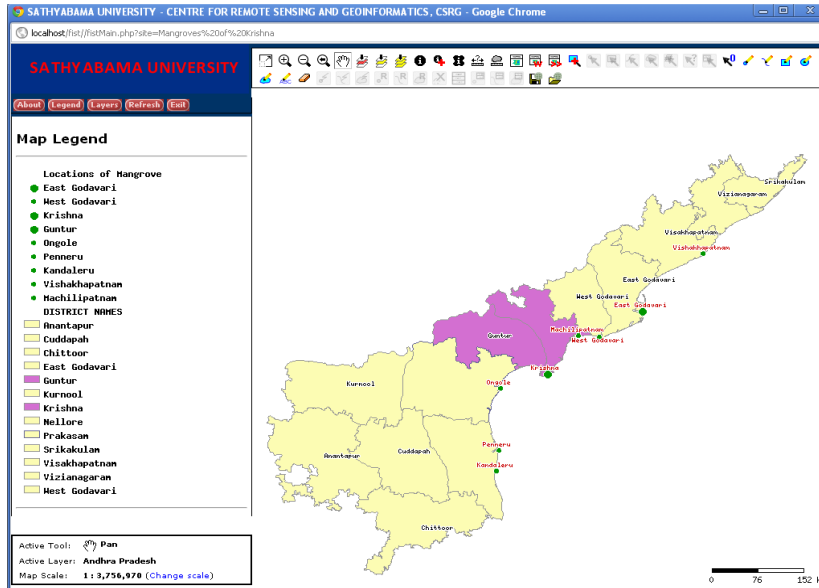 SATHYABAMA UNIVERSITY - CENTRE FOR REMOTE SENSING AND GEOINFORMATICS, CSRG - Google Chrome
localhost/fist//fistMain.php?site=Mangroves%20of%20Krishna
SATHYABAMA UNIVERSITY
About Legend Layers Refresh Exit
Map Legend
Locations of Mangrove
East Godavari
West Godavari
Krishna
Guntur
Ongole
Penneru
Kandaleru
Vishakhapatnam
Machilipatnam
DISTRICT NAMES
Anantapur
Cuddapah
Chittoor
East Godavari
Guntur
Kurnool
Krishna
Nellore
Prakasam
Srikakulam
Visakhapatnam
Vizianagaram
West Godavari
Active Tool: Pan
Active Layer: Andhra Pradesh
Map Scale: 1 : 3,756,970 (Change scale)
Srikakulam
Vizianagaram
Visakhapatnam
Vishakhapatnam
East Godavari
West Godavari
East Godavari
Machilipatnam
Guntur
West Godavari
Krishna
Kurnool
Ongole
Penneru
Cuddapah
Anantapur
Kandaleru
Chittoor
0 76 152